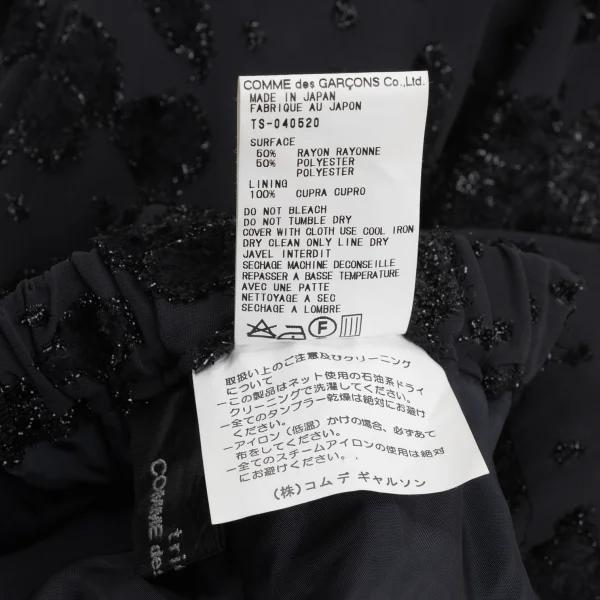 COMME des GARÇONS Co.,Ltd.
MADE IN JAPAN
FABRIQUE AU JAPON
TS-040520
SURFACE
50% RAYON RAYONNE
50% POLYESTER
POLYESTER
LINING
100% CUPRA CUPRO
DO NOT BLEACH
DO NOT TUMBLE DRY
COVER WITH CLOTH USE COOL IRON
DRY CLEAN ONLY LINE DRY
JAVEL INTERDIT
SECHAGE MACHINE DECONSEILLE
REPASSER A BASSE TEMPERATURE
AVEC UNE PATTE
NETTOYAGE A SEC
SECHAGE A LOMBRE
F
取扱い上のご注意及びクリーニング
について
－この製品はネット使用の石油系ドライ
クリーニングで洗濯してください。
－全てのタンブラー乾燥は絶対にお避け
ください。
－アイロン（低温）かけの場合、必ずあて
布をしてください。
－全てのスチームアイロンの使用は絶対
にお避けください。
（株）コム デ ギャルソン
tri
COMME des